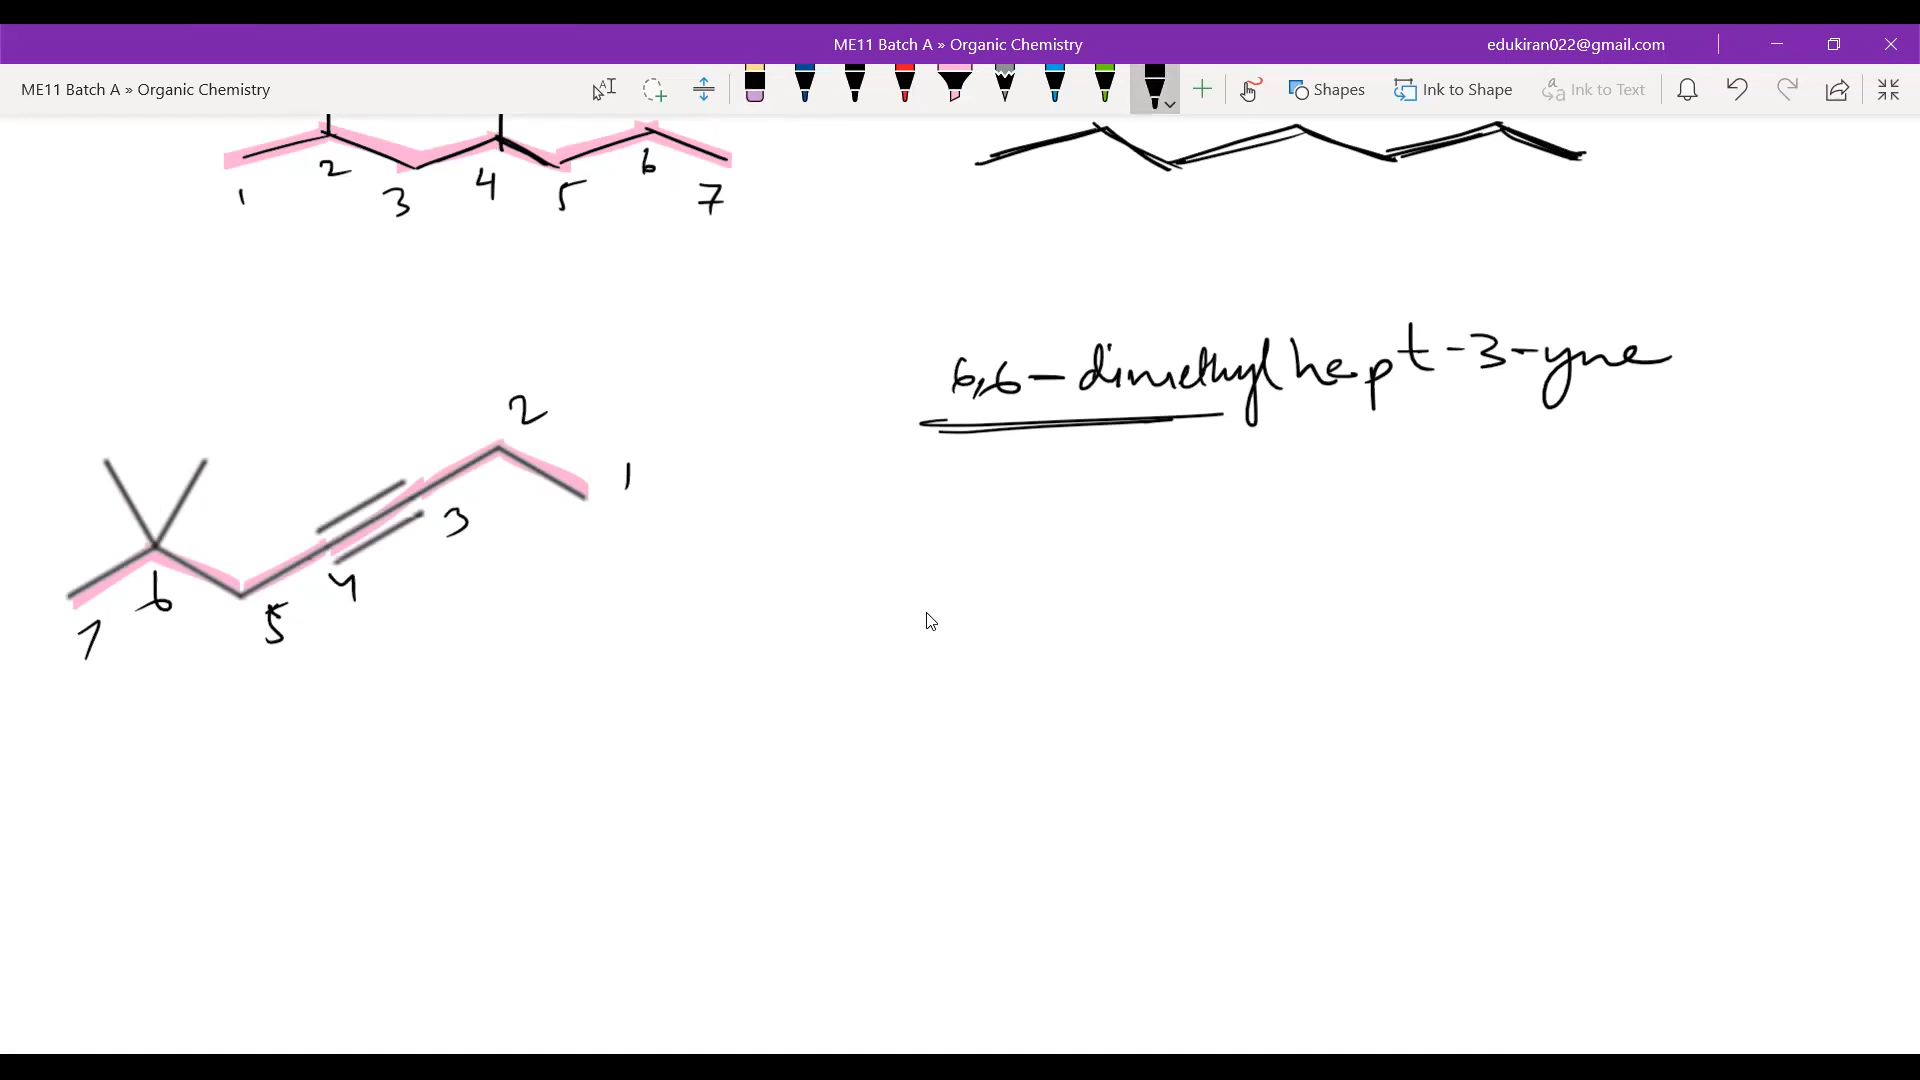 ME11 Batch A » Organic Chemistry
edukiran022@gmail.com
ME11 Batch A » Organic Chemistry
Shapes
Ink to Shape
Ink to Text
1 2 3 4 5 6 7
6,6-dimethylhept-3-yne
2
1
3
4
6
5
7